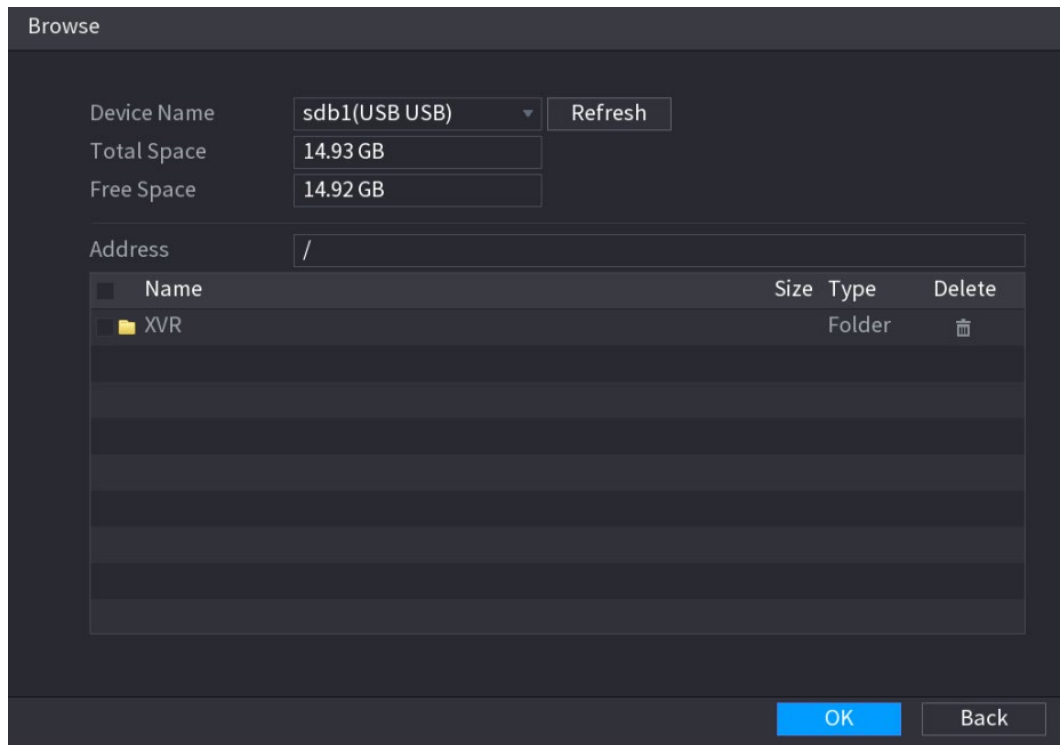 Browse
Device Name sdb1(USB USB) Refresh
Total Space 14.93 GB
Free Space 14.92 GB
Address /
Name Size Type Delete
XVR Folder
OK Back